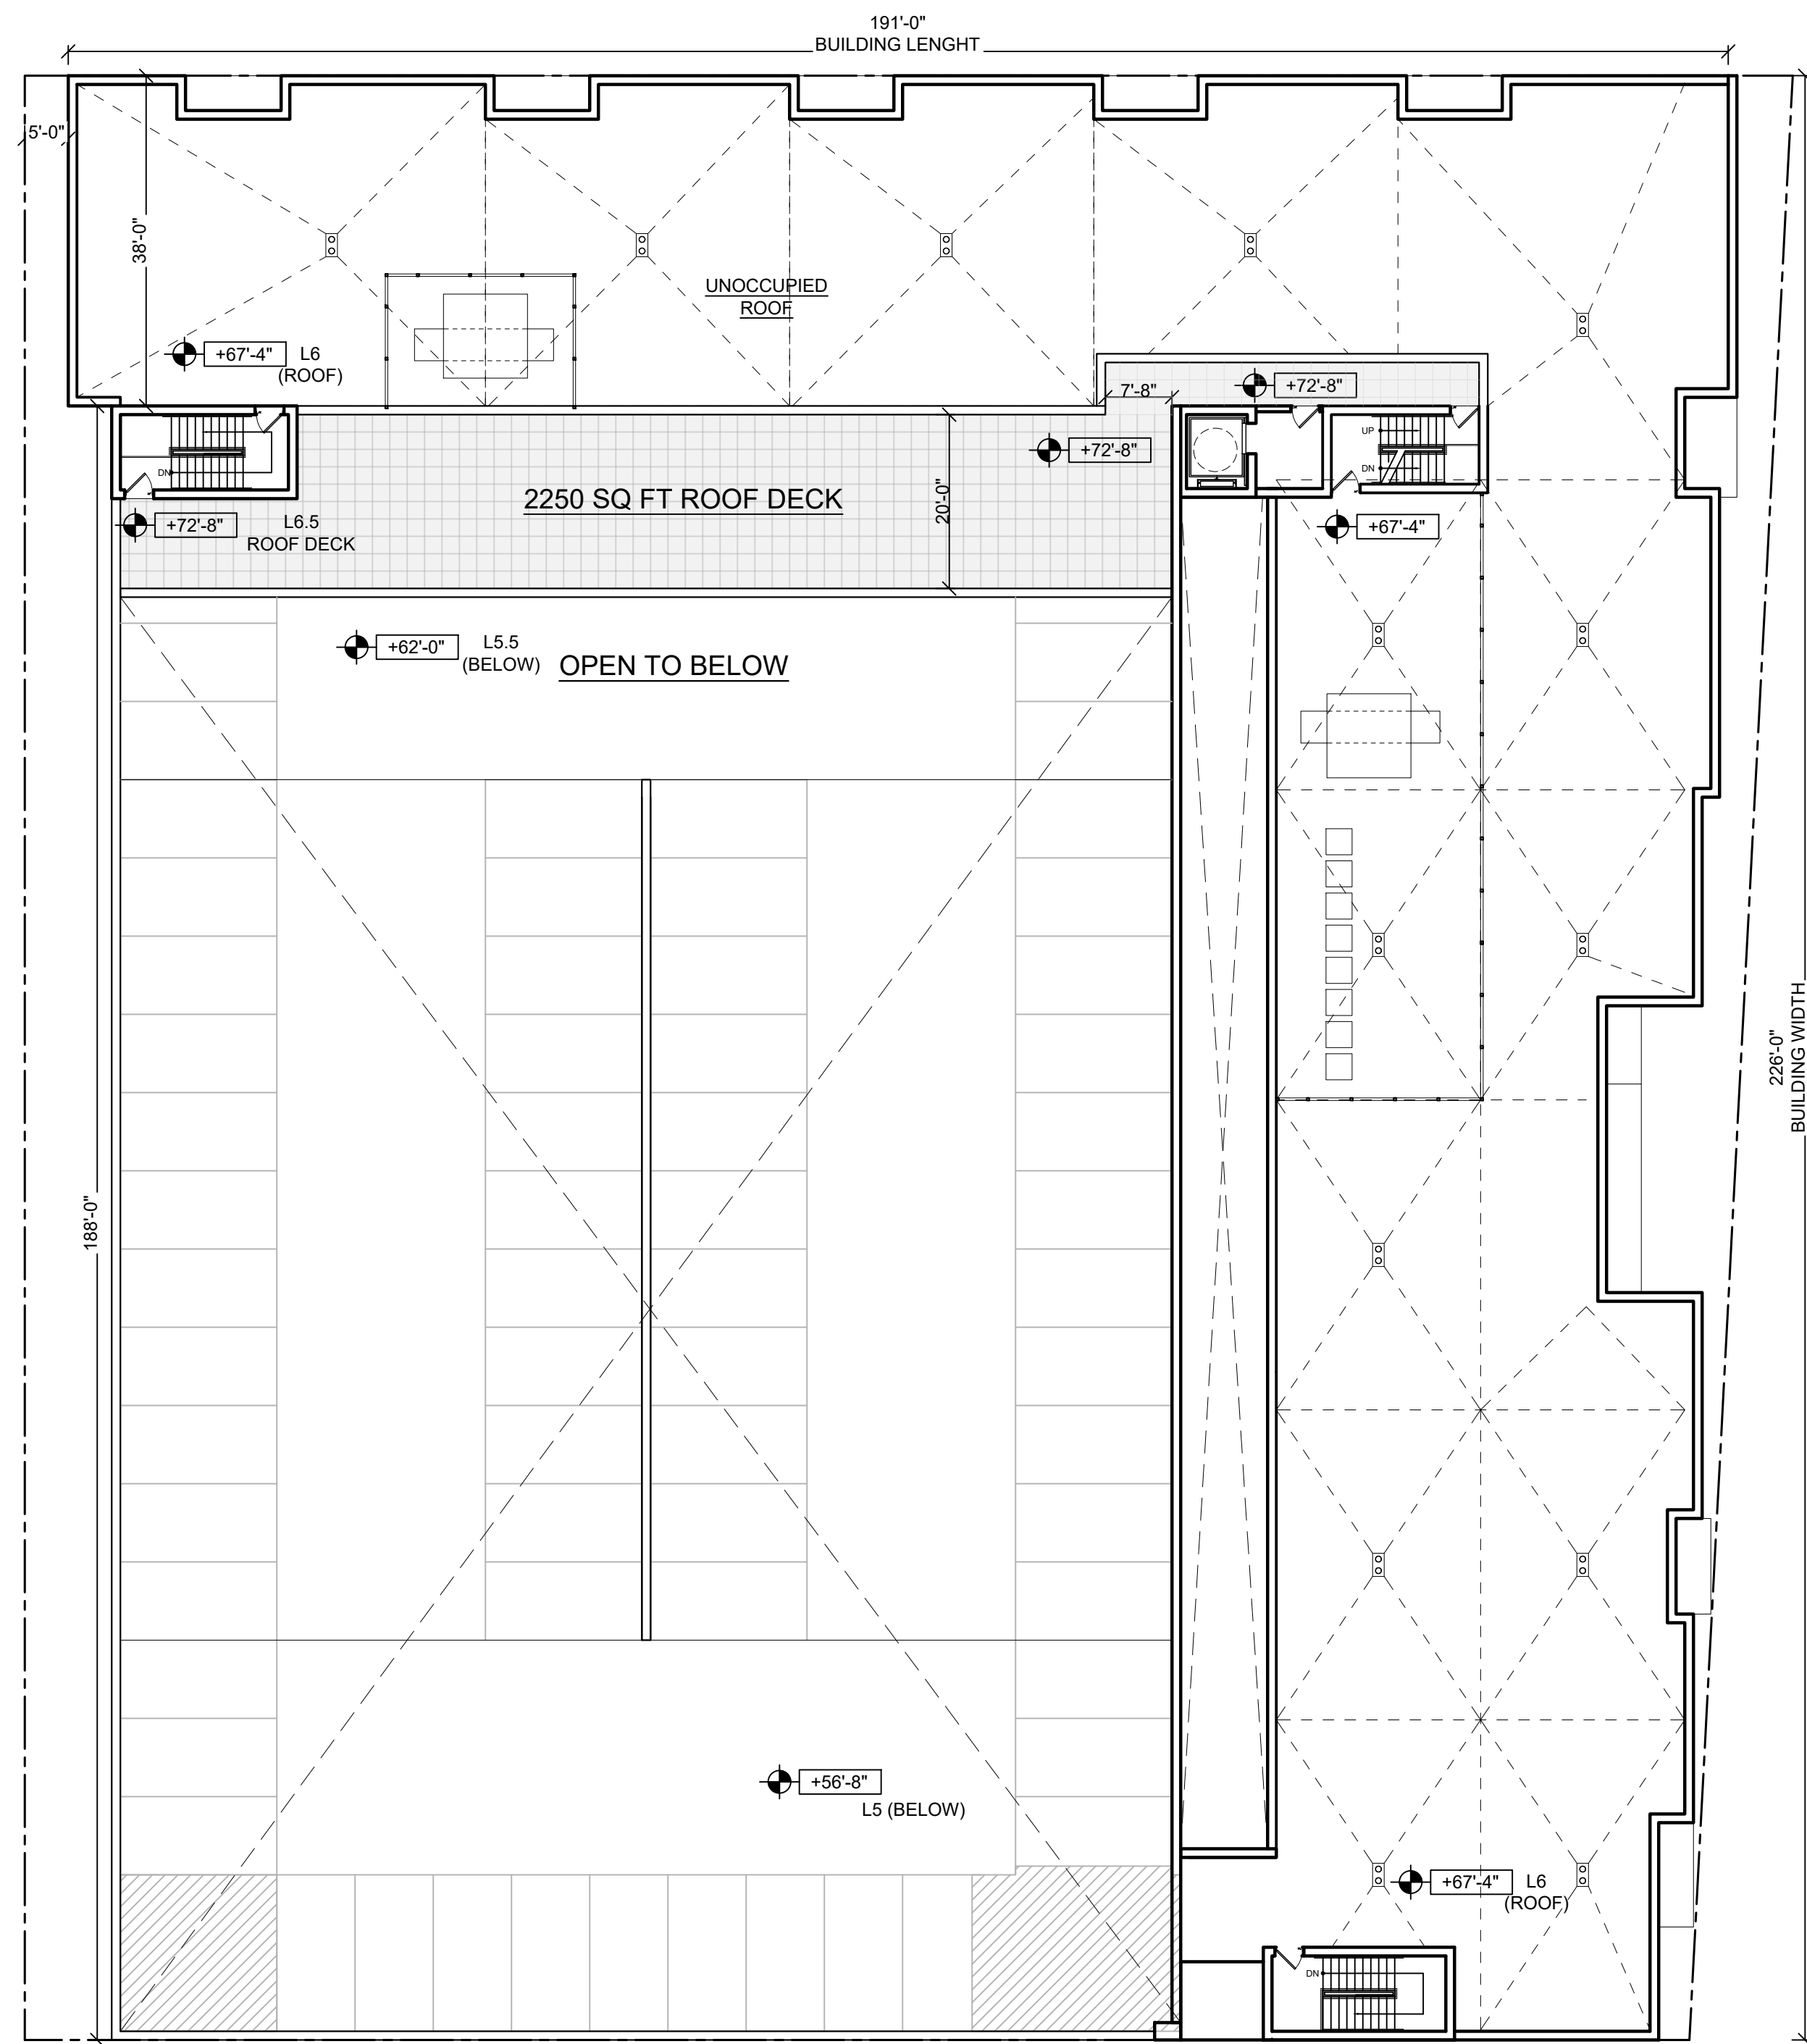 191'-0"
BUILDING LENGHT
5'-0"
38'-0"
UNOCCUPIED
ROOF
+67'-4" L6
(ROOF)
+72'-8"
7'-8"
+72'-8"
UP
DN
DN
2250 SQ FT ROOF DECK
20'-0"
+72'-8" L6.5
ROOF DECK
+67'-4"
+62'-0" L5.5
(BELOW)
OPEN TO BELOW
226'-0"
BUILDING WIDTH
188'-0"
+56'-8"
L5 (BELOW)
+67'-4" L6
(ROOF)
DN